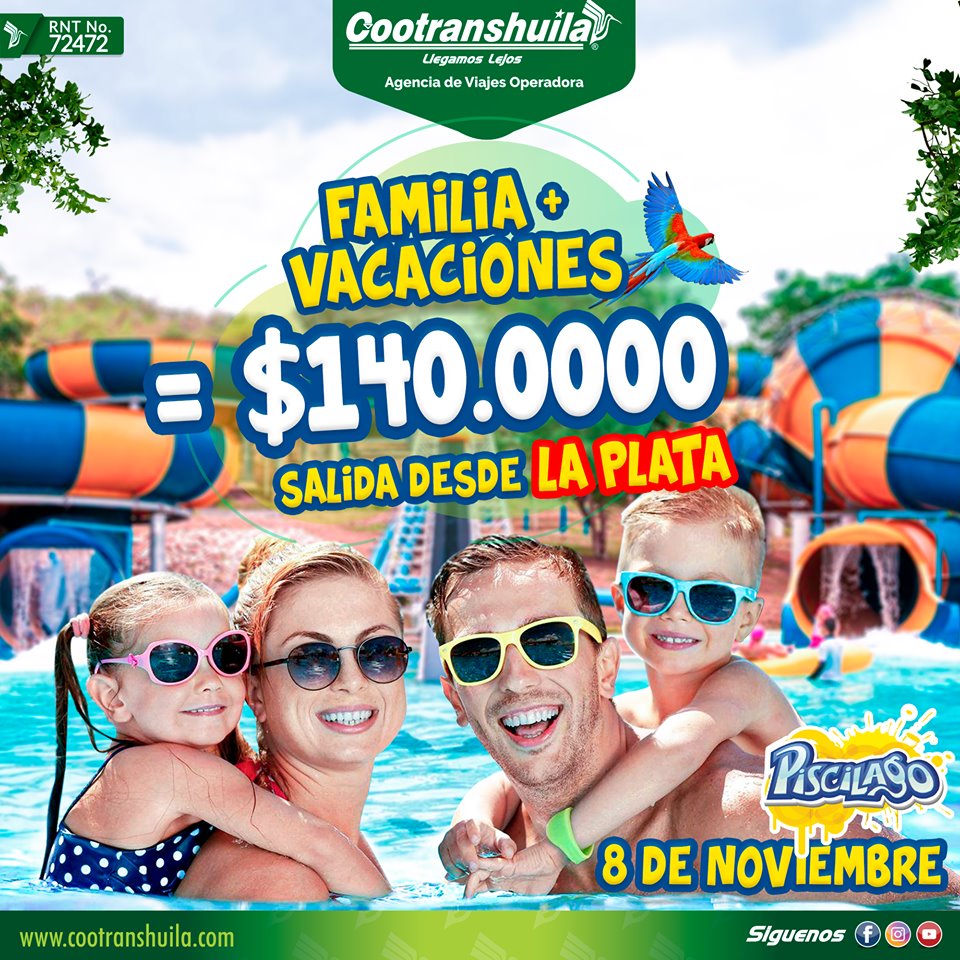 RNT No.
72472
Cootranshuila®
Llegamos Lejos
Agencia de Viajes Operadora
FAMiLiA +
VACACiONES
= $140.0000
SALiDA DESDE LA PLATA
PISCILAGO
8 DE NOVIEMBRE
www.cootranshuila.com
Síguenos